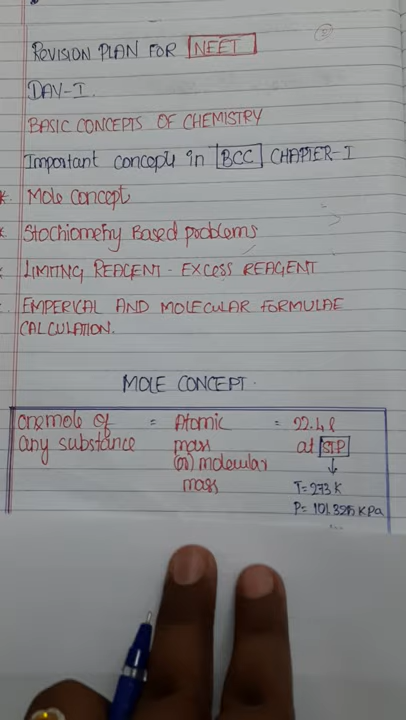 REVISION PLAN FOR NEET
DAY-I.
BASIC CONCEPTS OF CHEMISTRY
Important concepts in BCC CHAPTER-I
* Mole concept
* Stochiometry Based problems
* LIMITING REAGENT - EXCESS REAGENT
* EMPERICAL AND MOLECULAR FORMULAE
CALCULATION.
MOLE CONCEPT.
One mole of = Atomic = 22.4 l
any substance mass at STP
(or) molecular ↓
mass T = 273 K
P = 101.325 KPa